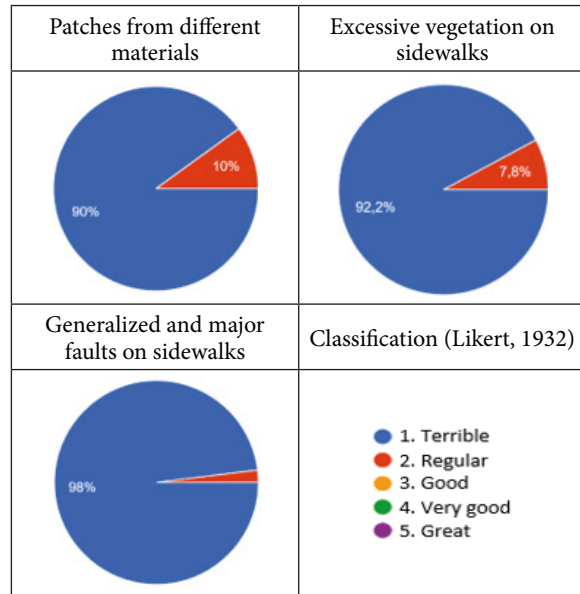 Patches from different
materials
Excessive vegetation on
sidewalks
10%
90%
7,8%
92,2%
Generalized and major
faults on sidewalks
Classification (Likert, 1932)
98%
1. Terrible
2. Regular
3. Good
4. Very good
5. Great